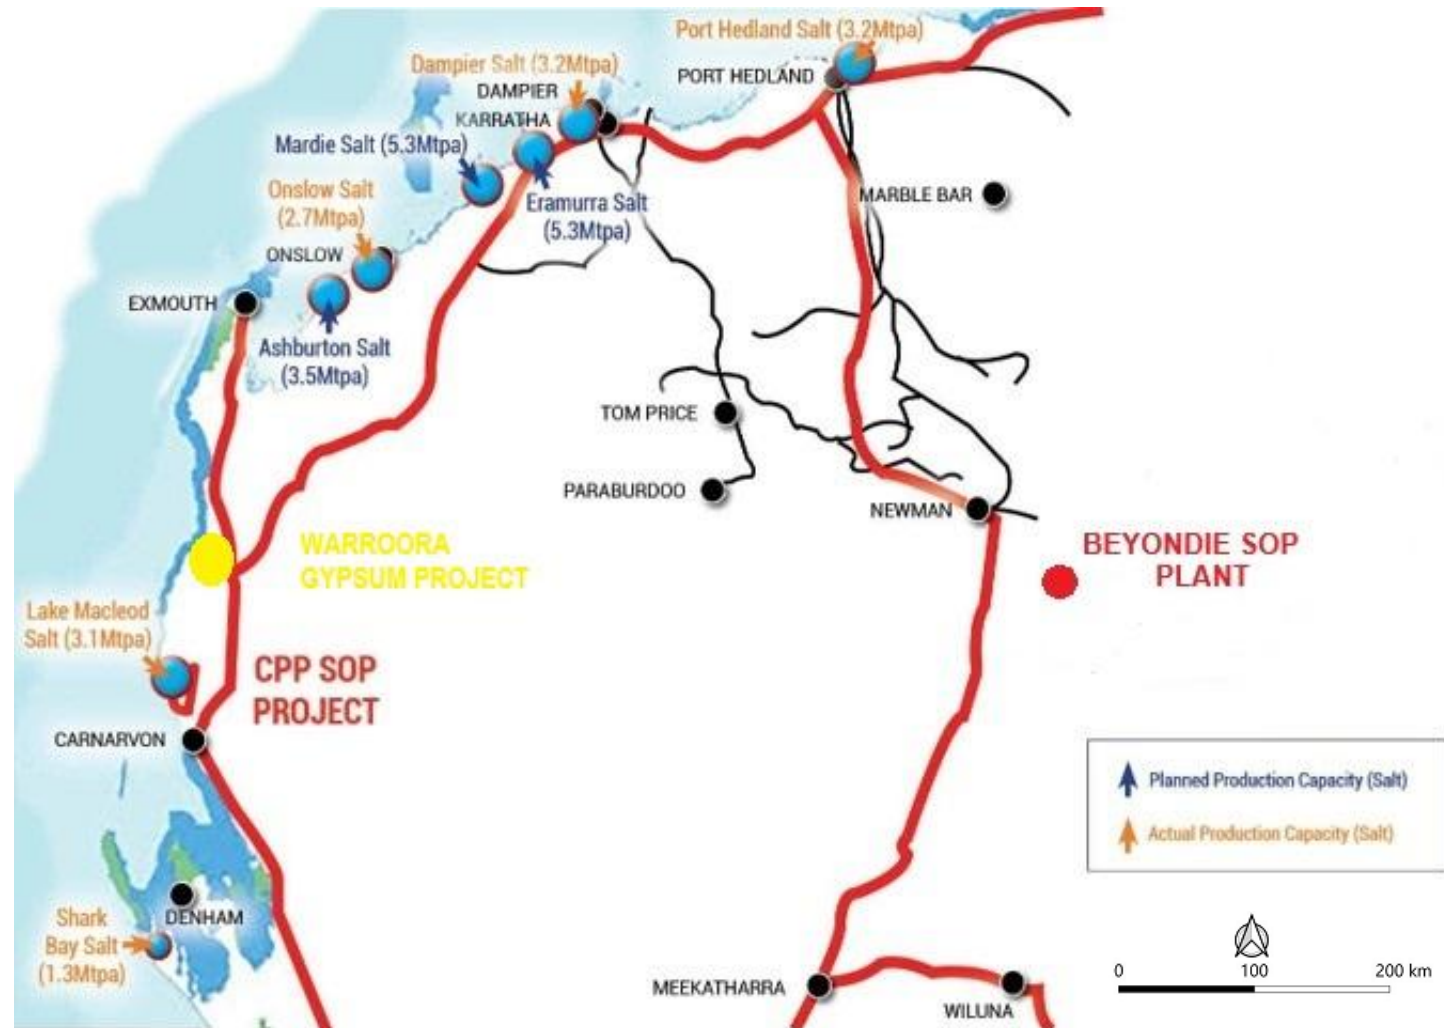 Port Hedland Salt (3.2Mtpa)
Dampier Salt (3.2Mtpa)
PORT HEDLAND
DAMPIER
KARRATHA
Mardie Salt (5.3Mtpa)
Onslow Salt
(2.7Mtpa)
Eramurra Salt
(5.3Mtpa)
MARBLE BAR
ONSLOW
EXMOUTH
Ashburton Salt
(3.5Mtpa)
TOM PRICE
PARABURDOO
NEWMAN
WARROORA
GYPSUM PROJECT
BEYONDIE SOP
PLANT
Lake Macleod
Salt (3.1Mtpa)
CPP SOP
PROJECT
CARNARVON
Planned Production Capacity (Salt)
Actual Production Capacity (Salt)
DENHAM
Shark
Bay Salt
(1.3Mtpa)
MEEKATHARRA
WILUNA
0 100 200 km